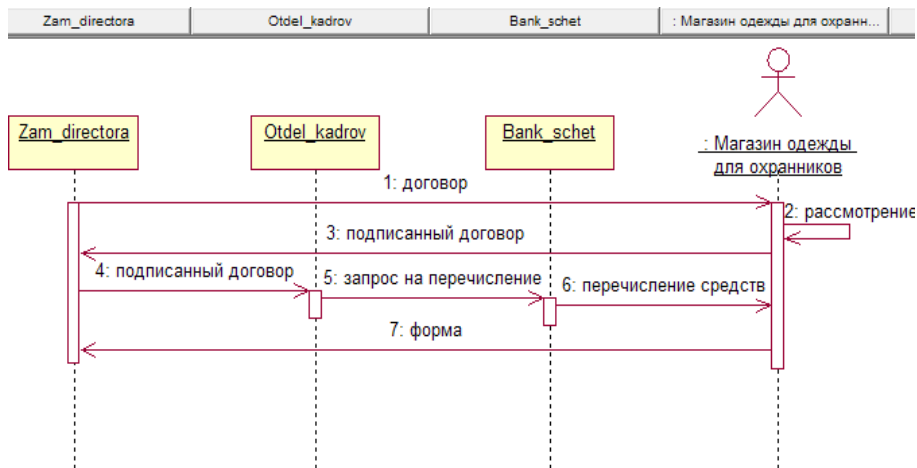 Zam_directora
Otdel_kadrov
Bank_schet
: Магазин одежды для охранн...
Zam_directora
Otdel_kadrov
Bank_schet
: Магазин одежды
для охранников
1: договор
2: рассмотрение
3: подписанный договор
4: подписанный договор
5: запрос на перечисление
6: перечисление средств
7: форма